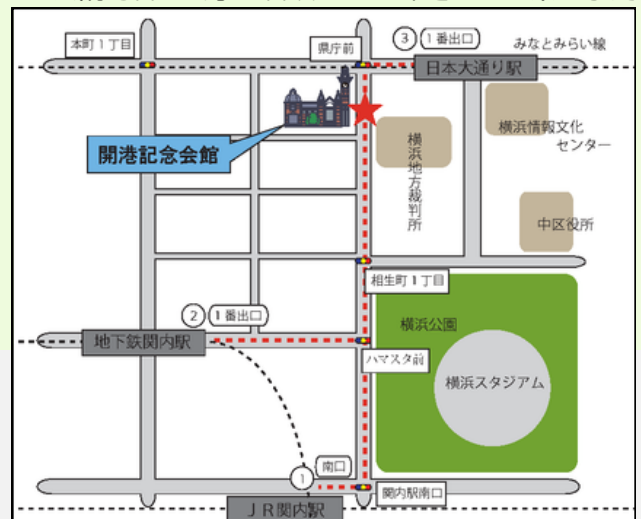 本町1丁目
県庁前
③
1番出口
みなとみらい線
日本大通り駅
開港記念会館
横浜地方裁判所
横浜情報文化
センター
中区役所
相生町1丁目
②
1番出口
地下鉄関内駅
横浜公園
ハマスタ前
横浜スタジアム
①
南口
関内駅南口
JR関内駅